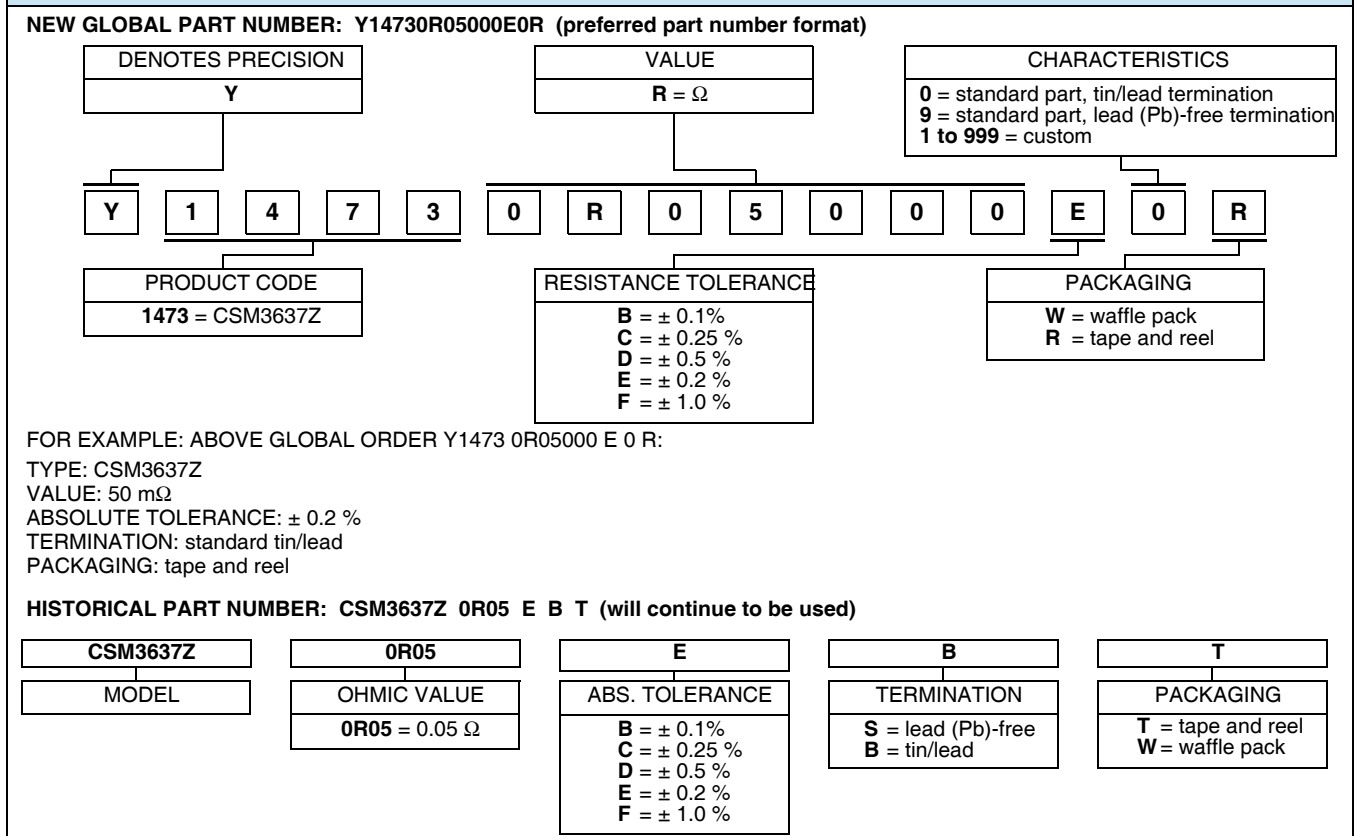 NEW GLOBAL PART NUMBER: Y14730R05000E0R (preferred part number format)
DENOTES PRECISION
Y
VALUE
R = Ω
CHARACTERISTICS
0 = standard part, tin/lead termination
9 = standard part, lead (Pb)-free termination
1 to 999 = custom
Y 1 4 7 3 0 R 0 5 0 0 0 E 0 R
PRODUCT CODE
1473 = CSM3637Z
RESISTANCE TOLERANCE
B = ± 0.1%
C = ± 0.25 %
D = ± 0.5 %
E = ± 0.2 %
F = ± 1.0 %
PACKAGING
W = waffle pack
R = tape and reel
FOR EXAMPLE: ABOVE GLOBAL ORDER Y1473 0R05000 E 0 R:
TYPE: CSM3637Z
VALUE: 50 mΩ
ABSOLUTE TOLERANCE: ± 0.2 %
TERMINATION: standard tin/lead
PACKAGING: tape and reel
HISTORICAL PART NUMBER: CSM3637Z 0R05 E B T (will continue to be used)
CSM3637Z
MODEL
0R05
OHMIC VALUE
0R05 = 0.05 Ω
E
ABS. TOLERANCE
B = ± 0.1%
C = ± 0.25 %
D = ± 0.5 %
E = ± 0.2 %
F = ± 1.0 %
B
TERMINATION
S = lead (Pb)-free
B = tin/lead
T
PACKAGING
T = tape and reel
W = waffle pack